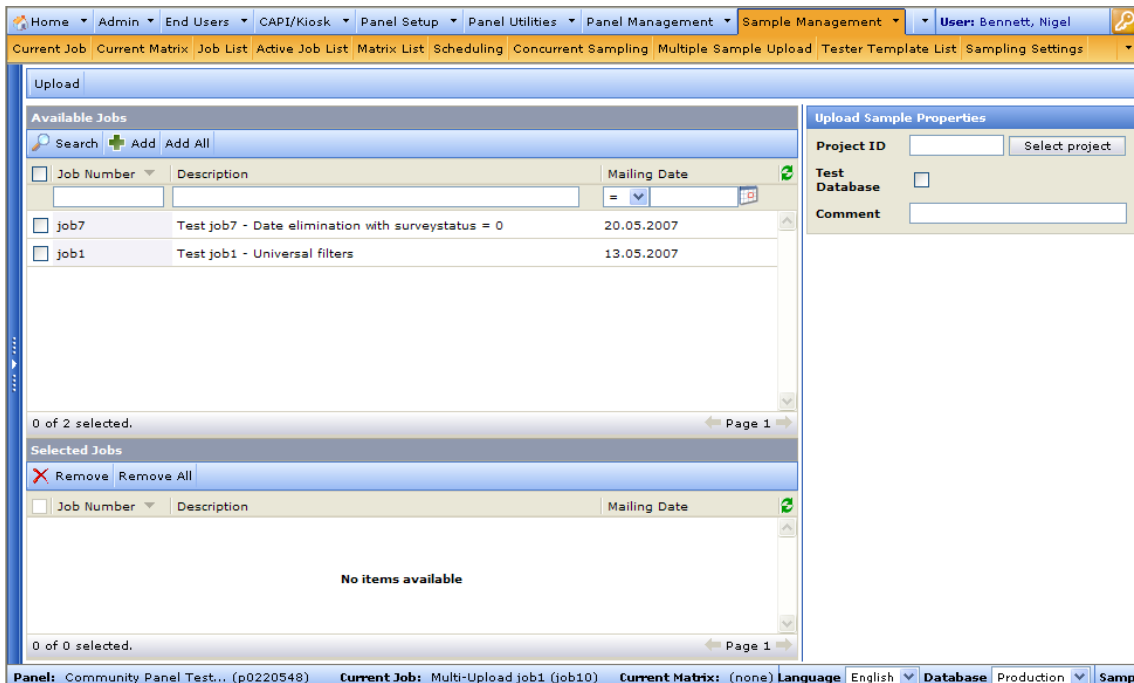 Home Admin End Users CAPI/Kiosk Panel Setup Panel Utilities Panel Management Sample Management User: Bennett, Nigel
Current Job Current Matrix Job List Active Job List Matrix List Scheduling Concurrent Sampling Multiple Sample Upload Tester Template List Sampling Settings
Upload
Available Jobs
Search Add Add All
Job Number Description Mailing Date
=
job7 Test job7 - Date elimination with surveystatus = 0 20.05.2007
job1 Test job1 - Universal filters 13.05.2007
0 of 2 selected. Page 1
Selected Jobs
Remove Remove All
Job Number Description Mailing Date
No items available
0 of 0 selected. Page 1
Upload Sample Properties
Project ID Select project
Test Database
Comment
Panel: Community Panel Test... (p0220548) Current Job: Multi-Upload job1 (job10) Current Matrix: (none) Language English Database Production Samp